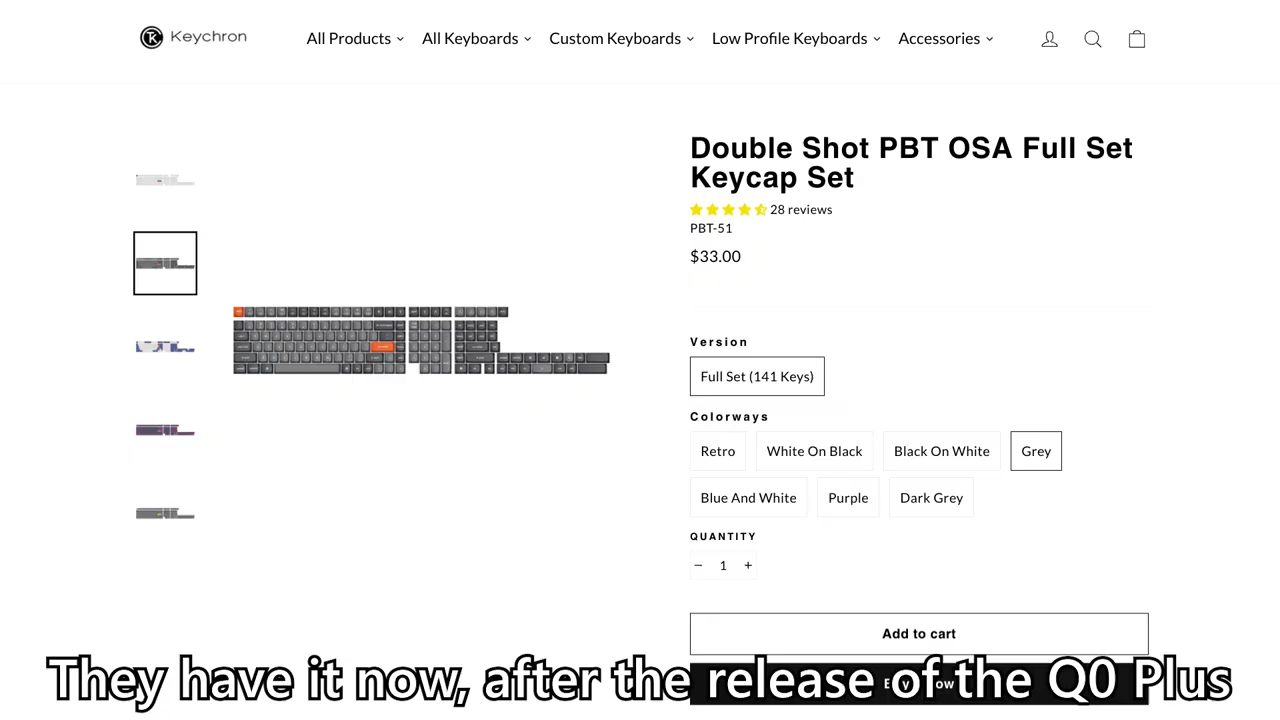 Keychron
All Products
All Keyboards
Custom Keyboards
Low Profile Keyboards
Accessories
Double Shot PBT OSA Full Set
Keycap Set
28 reviews
PBT-51
$33.00
Version
Full Set (141 Keys)
Colorways
Retro
White On Black
Black On White
Grey
Blue And White
Purple
Dark Grey
QUANTITY
− 1 +
Add to cart
They have it now, after the release of the Q0 Plus